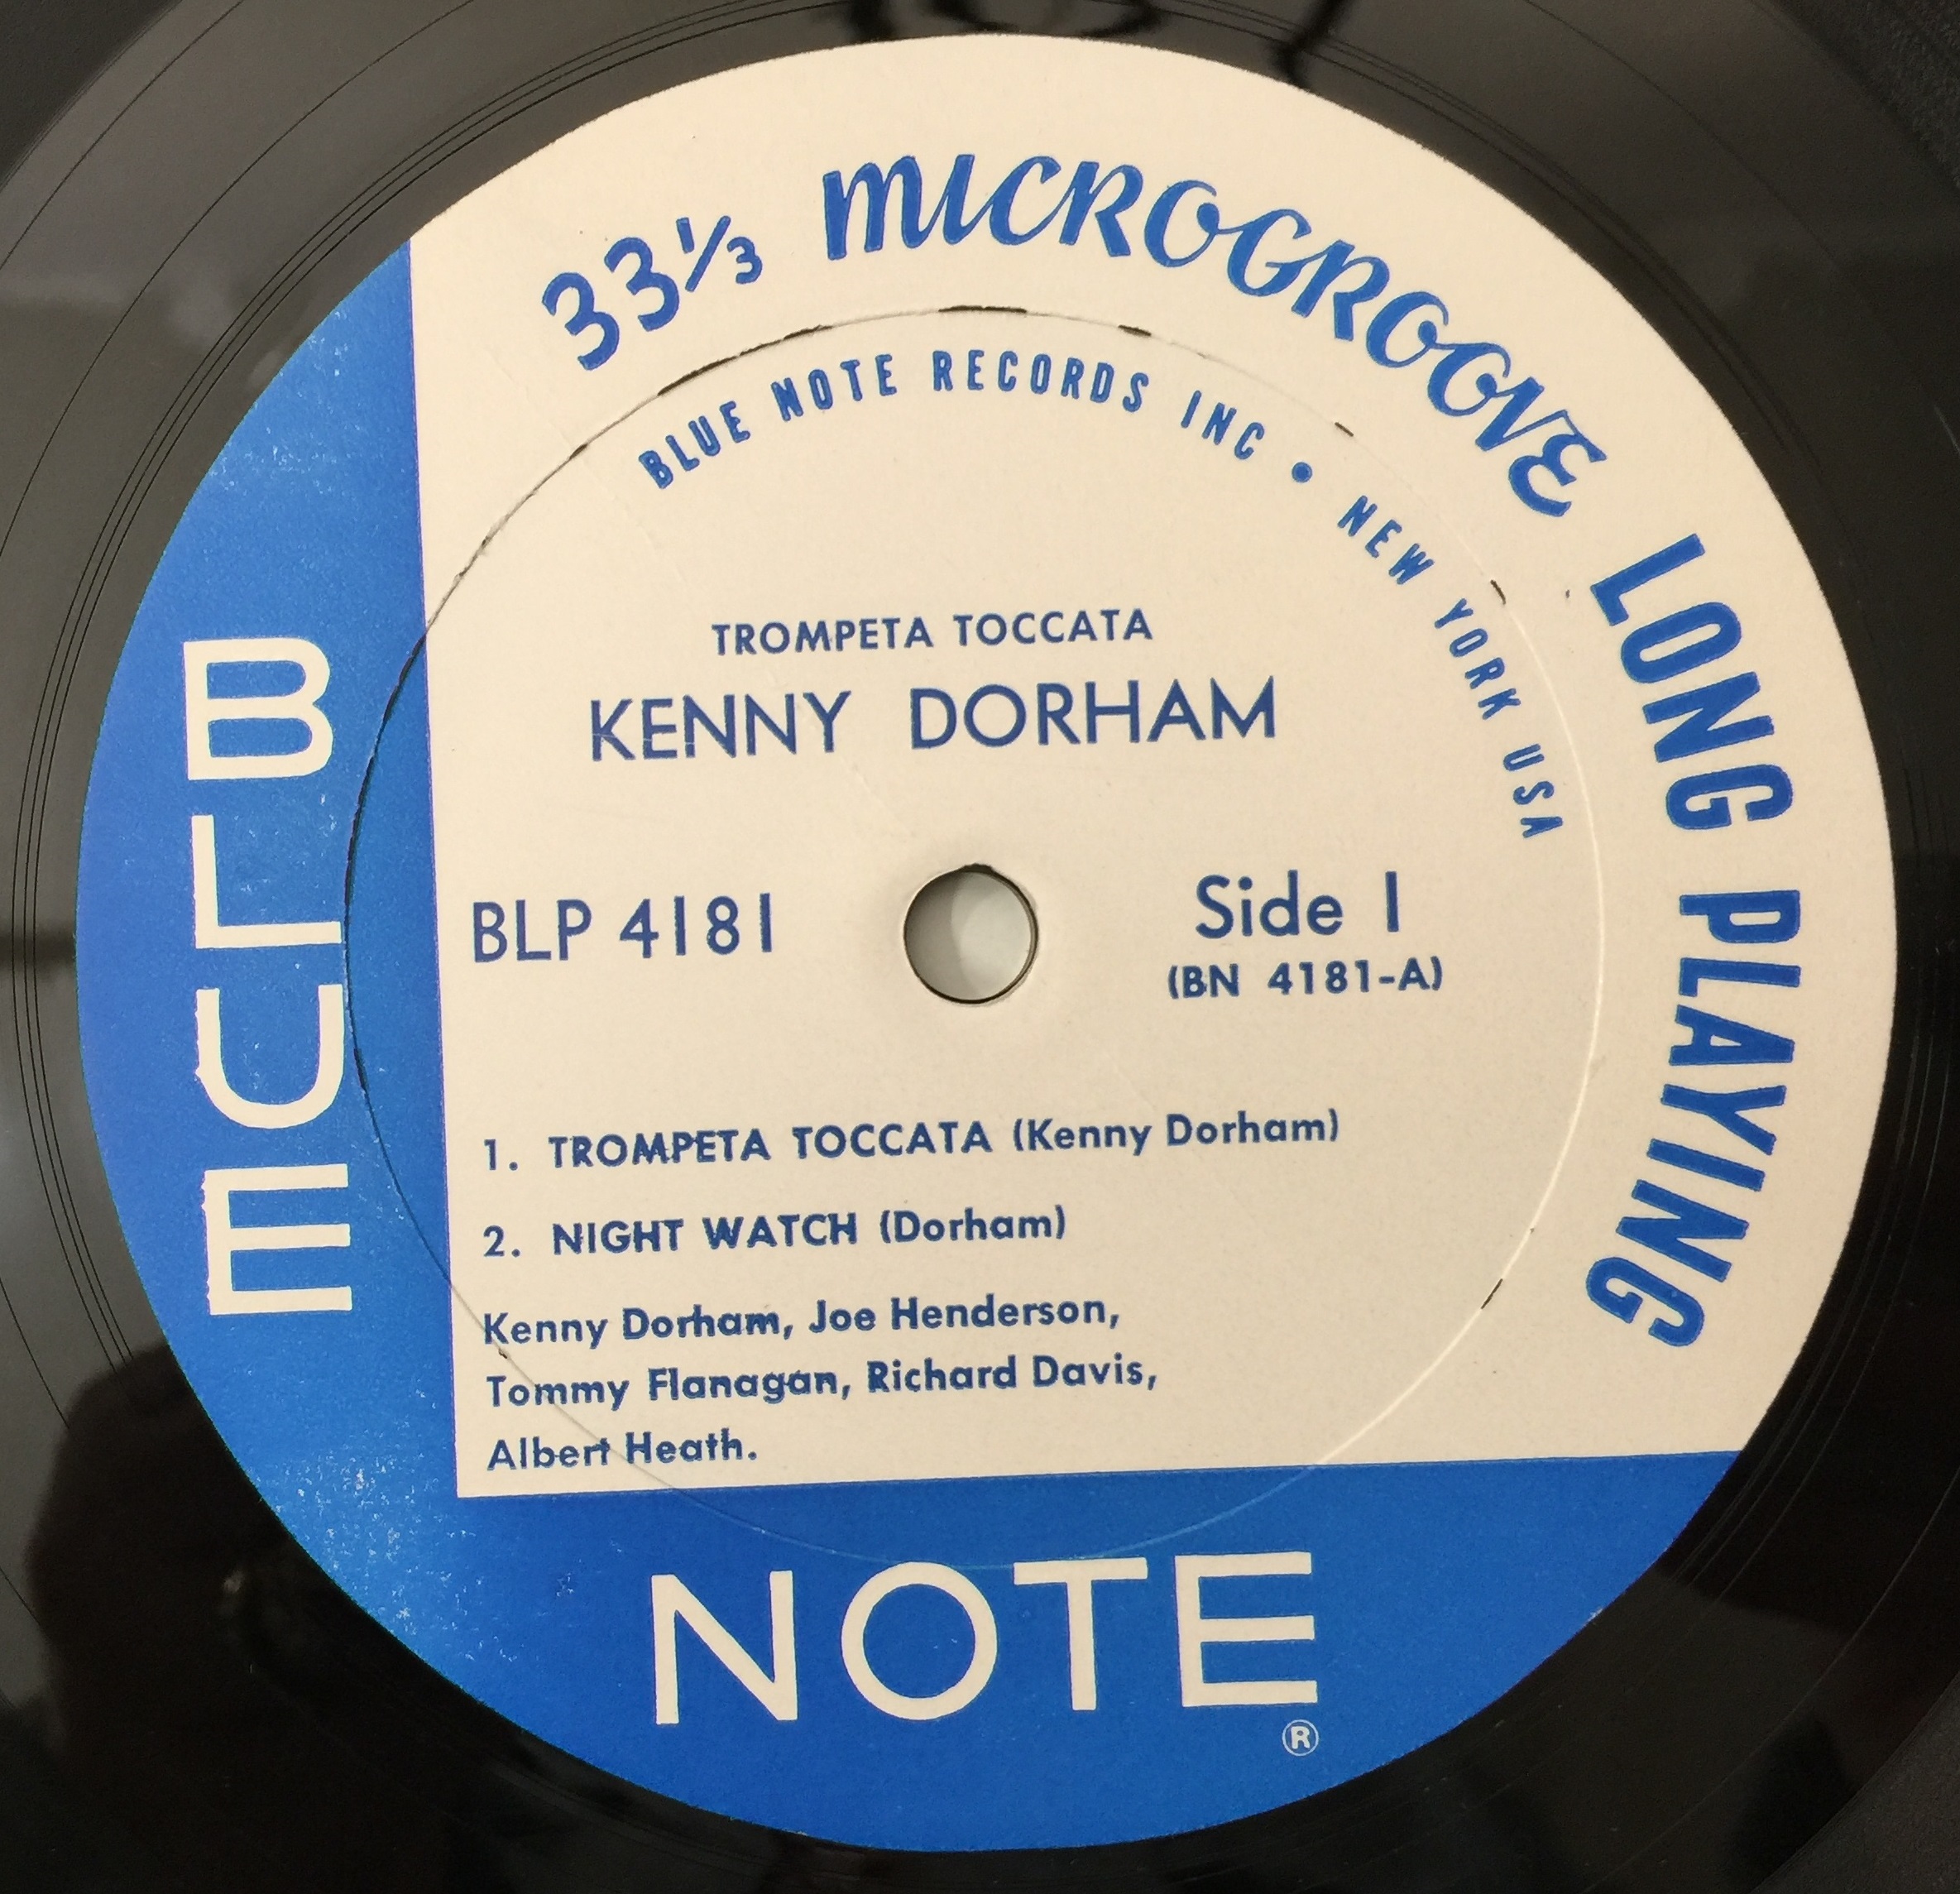 33⅓ MICROGROOVE LONG PLAYING
BLUE NOTE RECORDS INC • NEW YORK USA
TROMPETA TOCCATA
KENNY DORHAM
BLP 4181
Side 1
(BN 4181-A)
1. TROMPETA TOCCATA (Kenny Dorham)
2. NIGHT WATCH (Dorham)
Kenny Dorham, Joe Henderson,
Tommy Flanagan, Richard Davis,
Albert Heath.
BLUE
NOTE
®